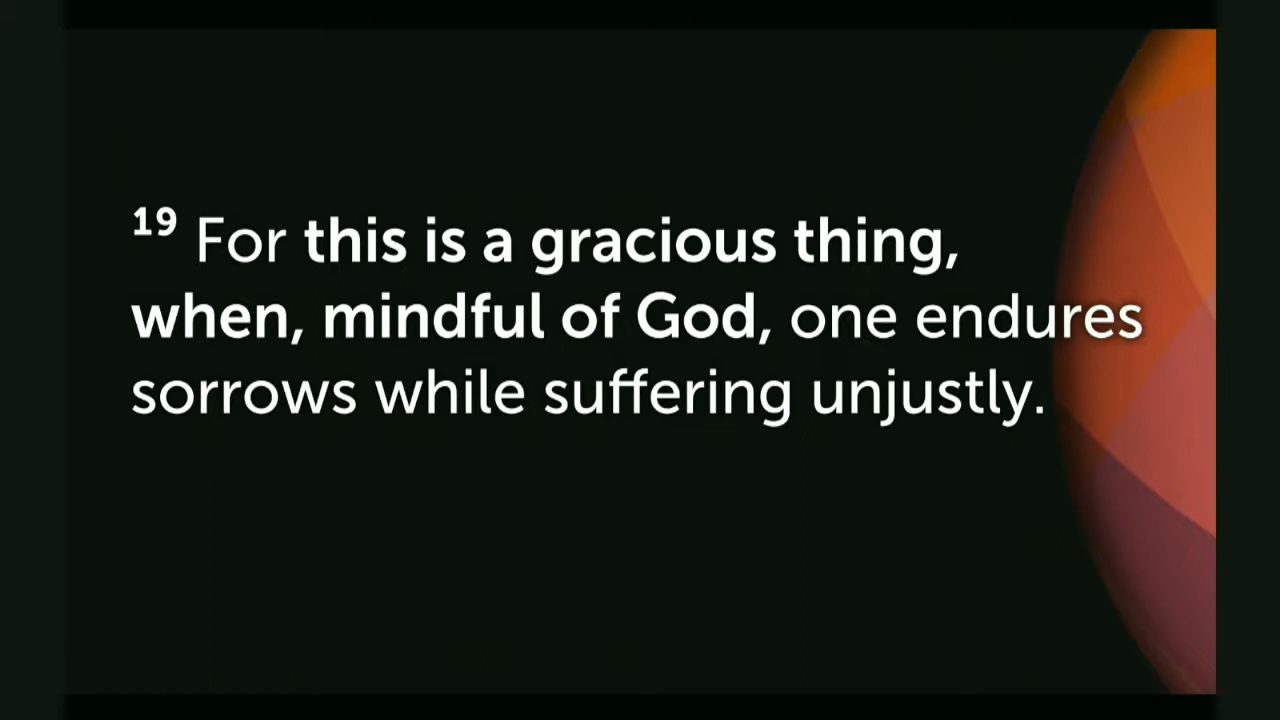 19 For this is a gracious thing,
when, mindful of God, one endures
sorrows while suffering unjustly.